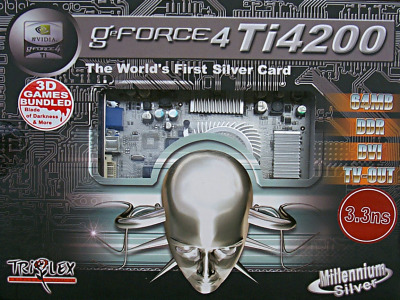 NVIDIA
GeFORCE4
Ti
GeFORCE4 Ti4200
The World's First Silver Card
3D
GAMES
BUNDLED
Blade
of Darkness
& More
64MB
DDR
DVI
TV-OUT
3.3ns
TRIPLEX
Millennium
Silver